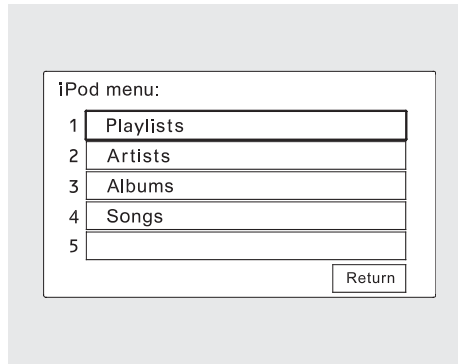 iPod menu:
1 Playlists
2 Artists
3 Albums
4 Songs
5
Return